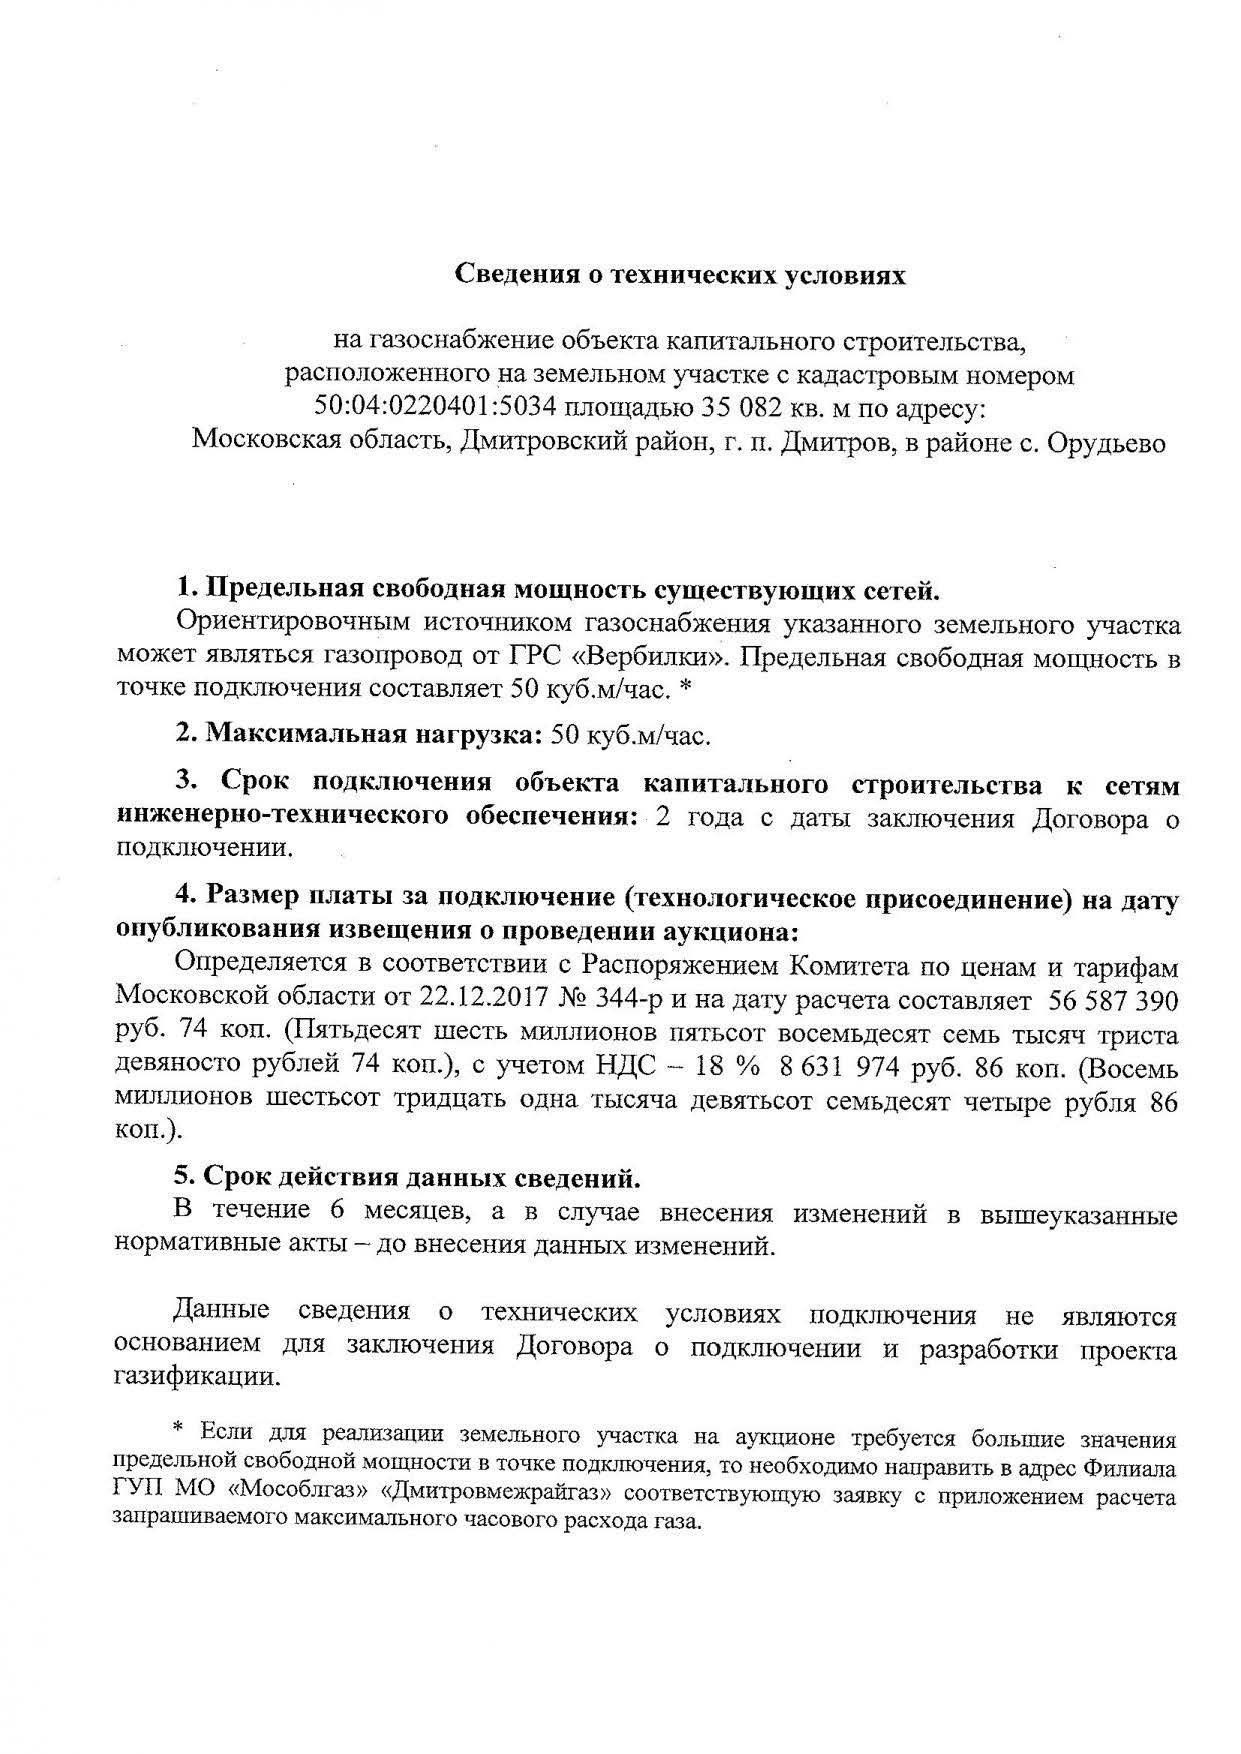 Сведения о технических условиях
на газоснабжение объекта капитального строительства,
расположенного на земельном участке с кадастровым номером
50:04:0220401:5034 площадью 35 082 кв. м по адресу:
Московская область, Дмитровский район, г. п. Дмитров, в районе с. Орудьево
1. Предельная свободная мощность существующих сетей.
Ориентировочным источником газоснабжения указанного земельного участка
может являться газопровод от ГРС «Вербилки». Предельная свободная мощность в
точке подключения составляет 50 куб.м/час. *
2. Максимальная нагрузка: 50 куб.м/час.
3. Срок подключения объекта капитального строительства к сетям
инженерно-технического обеспечения: 2 года с даты заключения Договора о
подключении.
4. Размер платы за подключение (технологическое присоединение) на дату
опубликования извещения о проведении аукциона:
Определяется в соответствии с Распоряжением Комитета по ценам и тарифам
Московской области от 22.12.2017 № 344-р и на дату расчета составляет 56 587 390
руб. 74 коп. (Пятьдесят шесть миллионов пятьсот восемьдесят семь тысяч триста
девяносто рублей 74 коп.), с учетом НДС – 18 % 8 631 974 руб. 86 коп. (Восемь
миллионов шестьсот тридцать одна тысяча девятьсот семьдесят четыре рубля 86
коп.).
5. Срок действия данных сведений.
В течение 6 месяцев, а в случае внесения изменений в вышеуказанные
нормативные акты – до внесения данных изменений.
Данные сведения о технических условиях подключения не являются
основанием для заключения Договора о подключении и разработки проекта
газификации.
* Если для реализации земельного участка на аукционе требуется большие значения
предельной свободной мощности в точке подключения, то необходимо направить в адрес Филиала
ГУП МО «Мособлгаз» «Дмитровмежрайгаз» соответствующую заявку с приложением расчета
запрашиваемого максимального часового расхода газа.